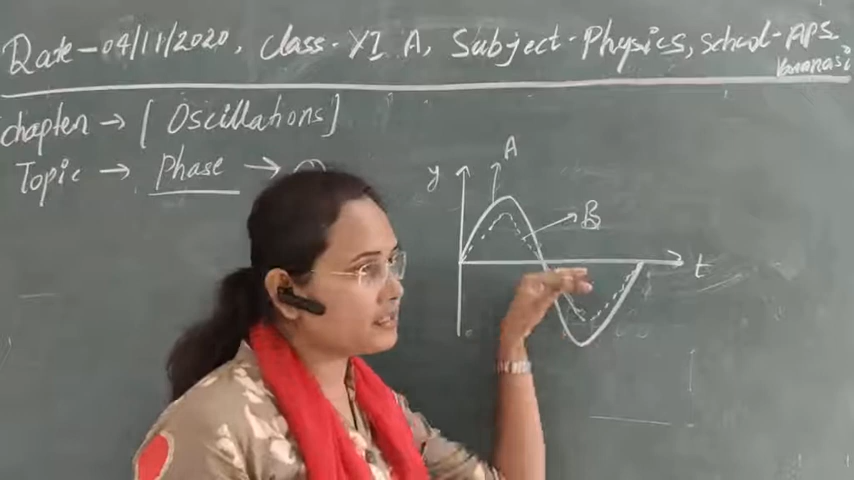 Date - 04/11/2020, Class - XI A, Subject - Physics, School - APS
Varanasi
Chapter → [Oscillations]
Topic → Phase →
A
y
B
t